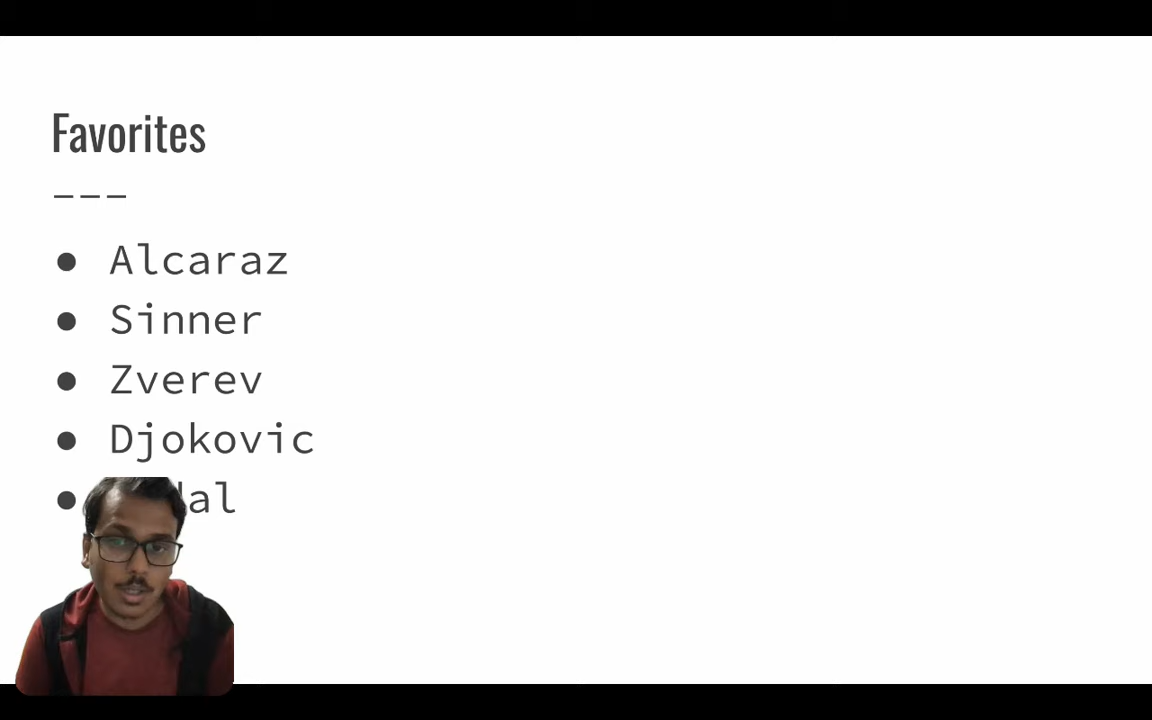 Favorites
---
● Alcaraz
● Sinner
● Zverev
● Djokovic
●